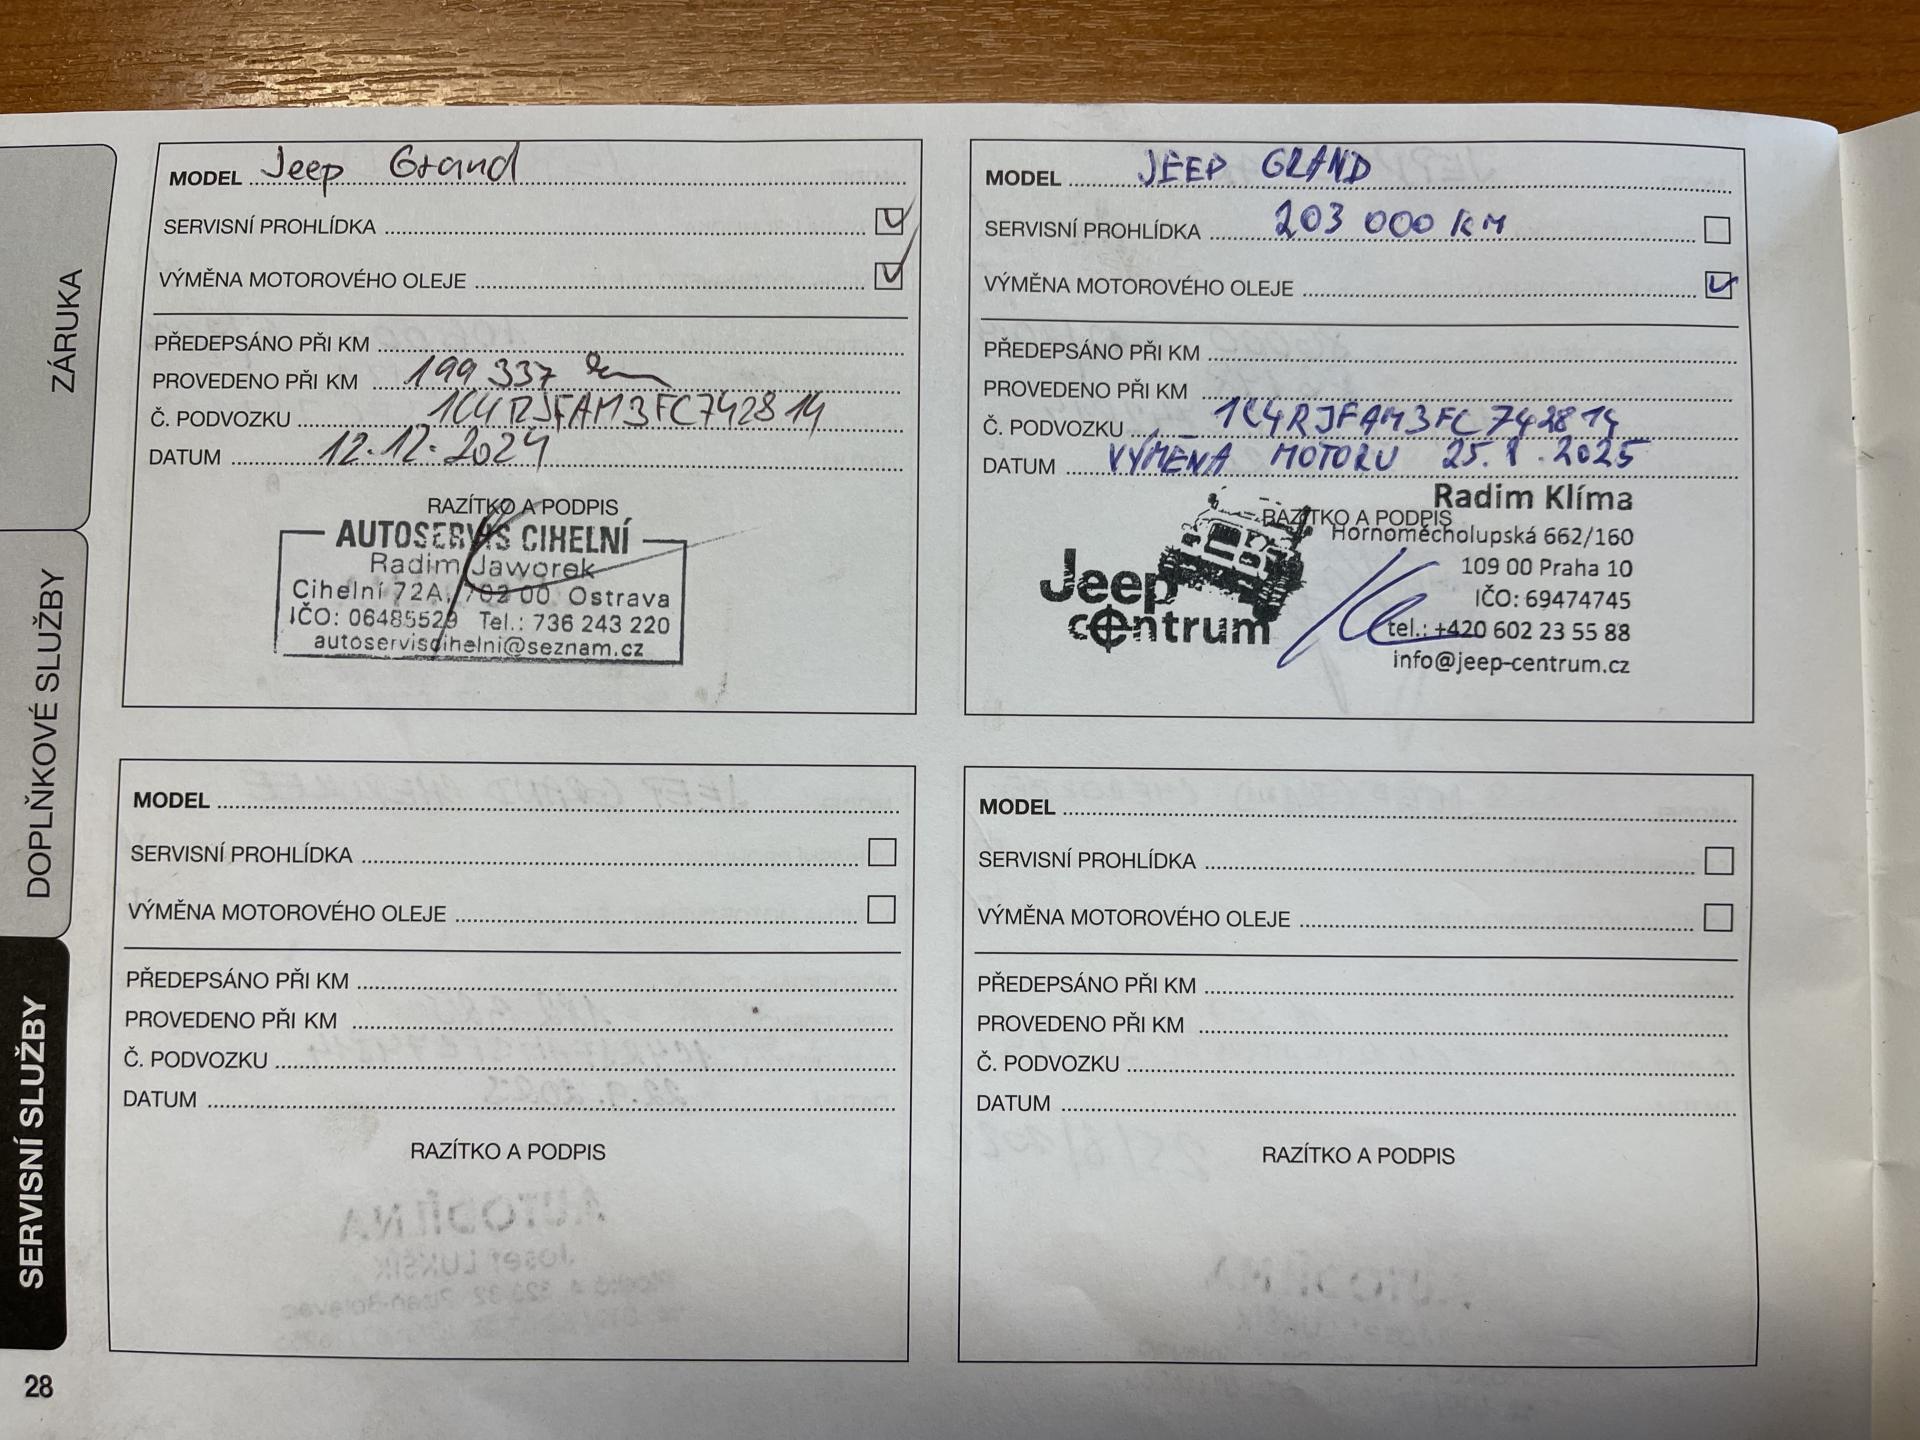 ZÁRUKA
DOPLŇKOVÉ SLUŽBY
SERVISNÍ SLUŽBY
28
MODEL Jeep Grand
SERVISNÍ PROHLÍDKA
VÝMĚNA MOTOROVÉHO OLEJE
PŘEDEPSÁNO PŘI KM
PROVEDENO PŘI KM 199 337 km
Č. PODVOZKU 1C4RJFAM3FC742814
DATUM 12.12.2024
RAZÍTKO A PODPIS
AUTOSERVIS CIHELNÍ
Radim Jaworek
Cihelní 72A, 702 00 Ostrava
IČO: 06485529 Tel.: 736 243 220
autoserviscihelni@seznam.cz
MODEL JEEP GRAND
SERVISNÍ PROHLÍDKA 203 000 KM
VÝMĚNA MOTOROVÉHO OLEJE
PŘEDEPSÁNO PŘI KM
PROVEDENO PŘI KM
Č. PODVOZKU 1C4RJFAM3FC742814
DATUM VÝMĚNA MOTORU 25. . 2025
RAZÍTKO A PODPIS
Jeep
centrum
Radim Klíma
Hornoměcholupská 662/160
109 00 Praha 10
IČO: 69474745
tel.: +420 602 23 55 88
info@jeep-centrum.cz
MODEL
SERVISNÍ PROHLÍDKA
VÝMĚNA MOTOROVÉHO OLEJE
PŘEDEPSÁNO PŘI KM
PROVEDENO PŘI KM
Č. PODVOZKU
DATUM
RAZÍTKO A PODPIS
MODEL
SERVISNÍ PROHLÍDKA
VÝMĚNA MOTOROVÉHO OLEJE
PŘEDEPSÁNO PŘI KM
PROVEDENO PŘI KM
Č. PODVOZKU
DATUM
RAZÍTKO A PODPIS